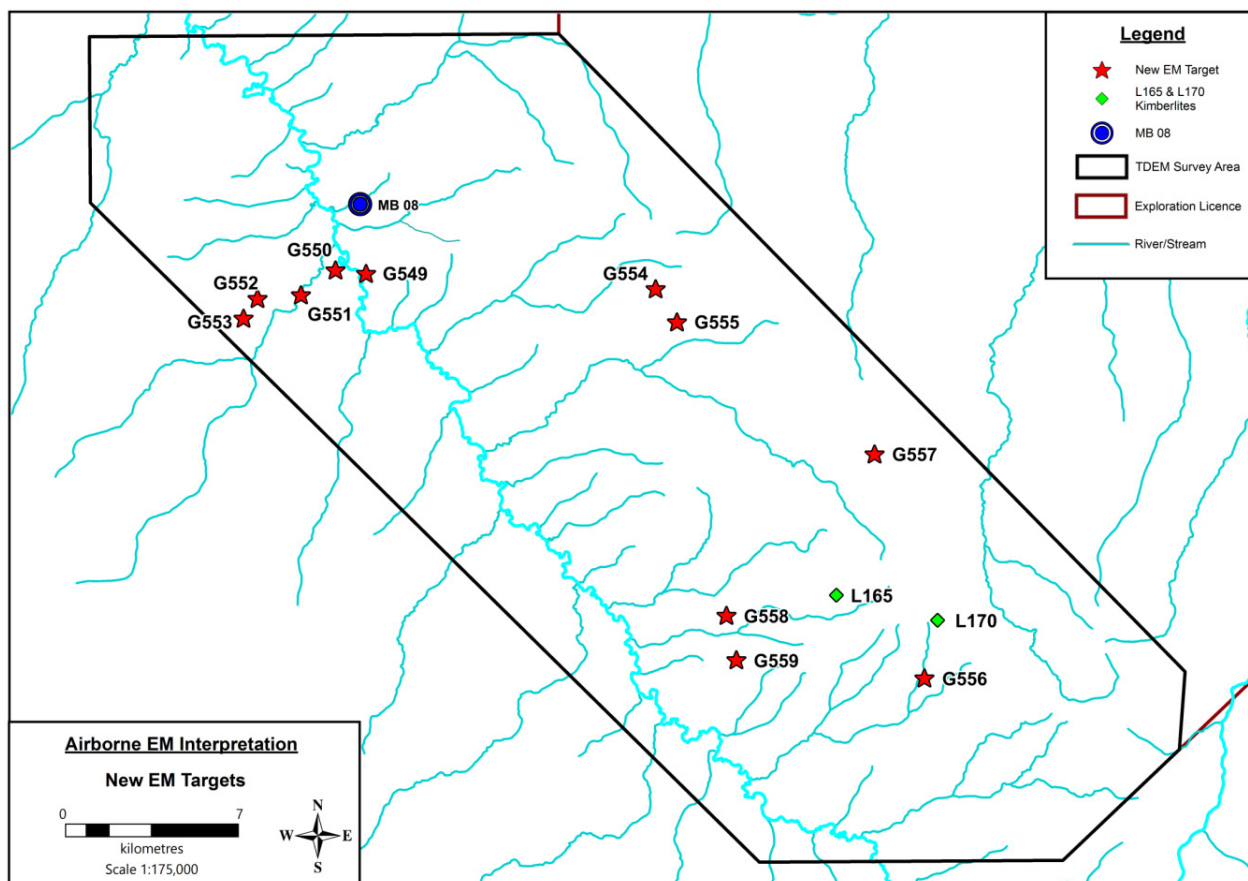 Legend
New EM Target
L165 & L170
Kimberlites
MB 08
TDEM Survey Area
Exploration Licence
River/Stream
MB 08
G550
G549
G552
G551
G553
G554
G555
G557
L165
G558
L170
G559
G556
Airborne EM Interpretation
New EM Targets
0 7
kilometres
Scale 1:175,000
N
W E
S